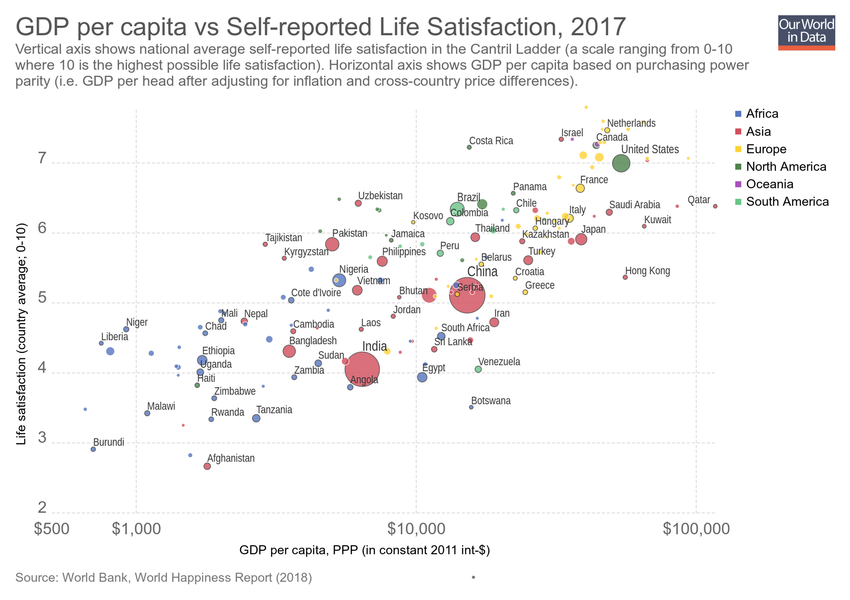 GDP per capita vs Self-reported Life Satisfaction, 2017
Our World
in Data
Vertical axis shows national average self-reported life satisfaction in the Cantril Ladder (a scale ranging from 0-10
where 10 is the highest possible life satisfaction). Horizontal axis shows GDP per capita based on purchasing power
parity (i.e. GDP per head after adjusting for inflation and cross-country price differences).
Africa
Asia
Europe
North America
Oceania
South America
Life satisfaction (country average; 0-10)
7
6
5
4
3
2
Netherlands
Israel
Canada
Costa Rica
United States
France
Panama
Uzbekistan
Brazil
Chile
Qatar
Saudi Arabia
Italy
Kosovo
Colombia
Kuwait
Hungary
Thailand
Pakistan
Jamaica
Kazakhstan
Japan
Tajikistan
Peru
Kyrgyzstan
Philippines
Turkey
Belarus
Nigeria
China
Croatia
Hong Kong
Vietnam
Bhutan
Serbia
Greece
Cote d'Ivoire
Mali
Nepal
Jordan
Iran
Niger
Chad
Cambodia
Laos
South Africa
Liberia
Bangladesh
India
Sri Lanka
Ethiopia
Sudan
Uganda
Zambia
Angola
Egypt
Venezuela
Haiti
Zimbabwe
Malawi
Rwanda
Tanzania
Botswana
Burundi
Afghanistan
$500
$1,000
$10,000
$100,000
GDP per capita, PPP (in constant 2011 int-$)
Source: World Bank, World Happiness Report (2018)